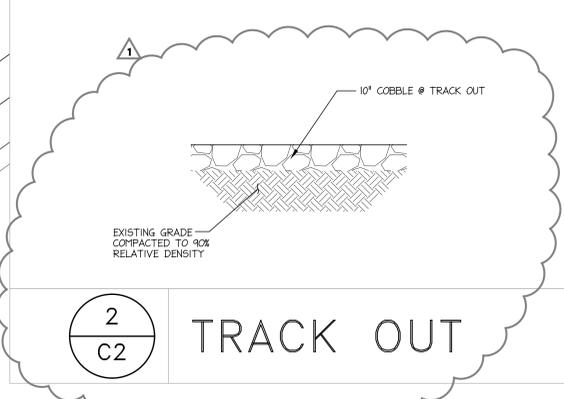 1
10" COBBLE @ TRACK OUT
EXISTING GRADE
COMPACTED TO 90%
RELATIVE DENSITY
2
C2
TRACK OUT